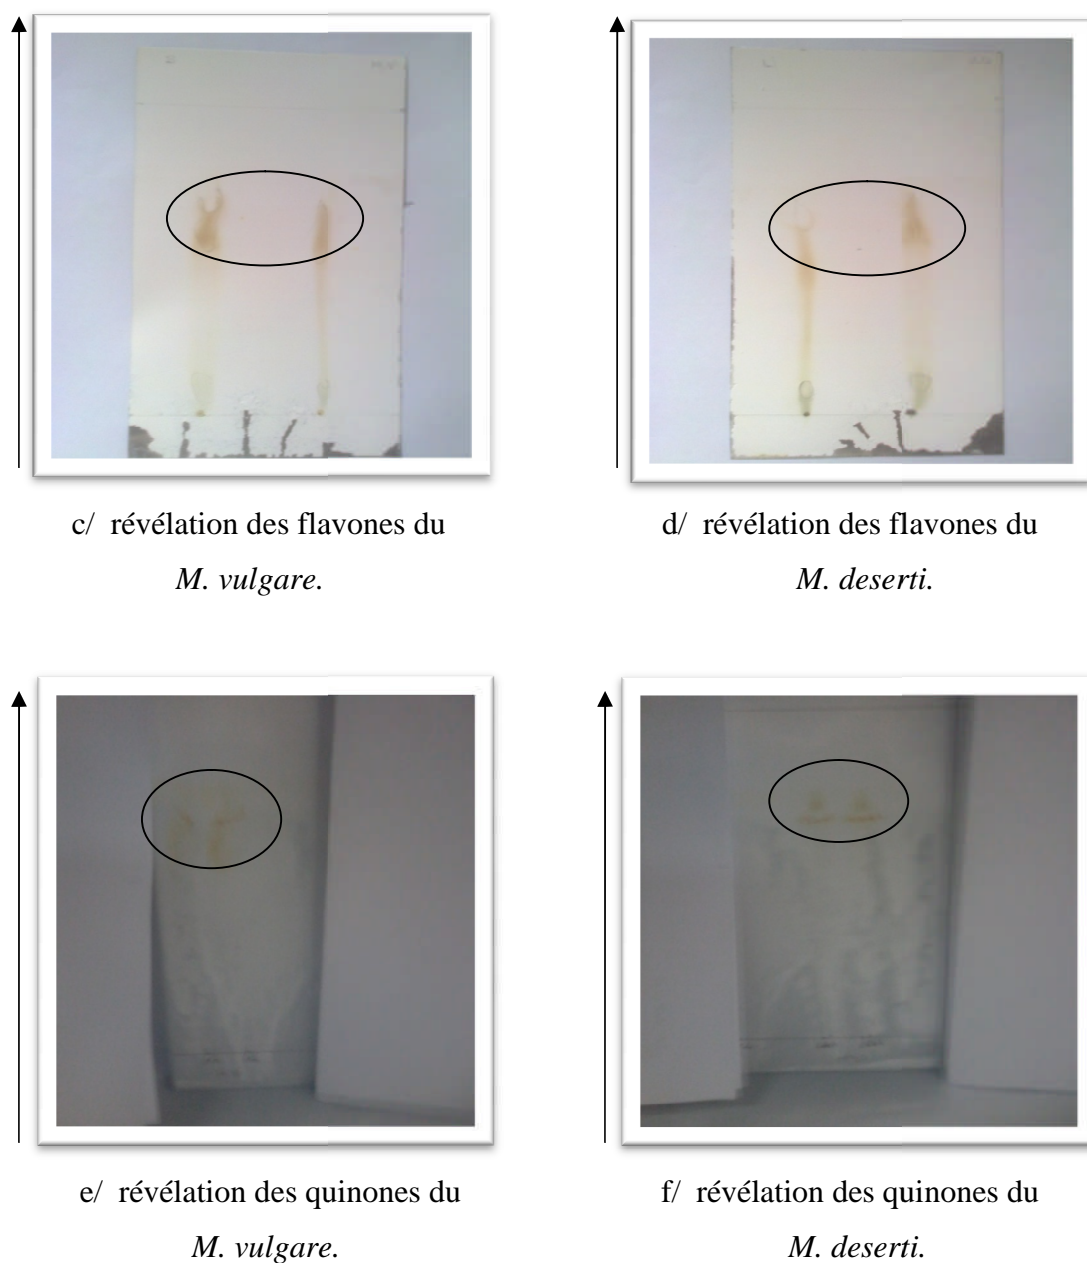 c/ révélation des flavones du
M. vulgare.
d/ révélation des flavones du
M. deserti.
e/ révélation des quinones du
M. vulgare.
f/ révélation des quinones du
M. deserti.